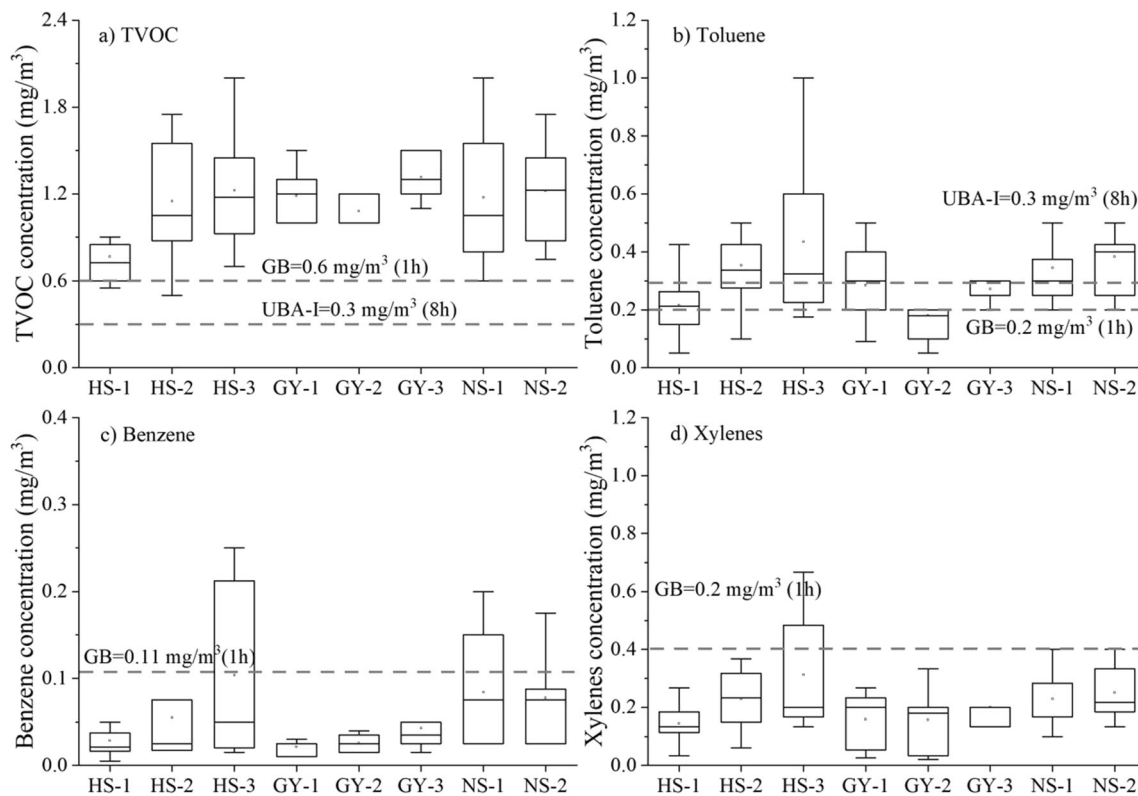 a) TVOC
TVOC concentration (mg/m³)
2.4
1.8
1.2
0.6
0.0
GB=0.6 mg/m³ (1h)
UBA-I=0.3 mg/m³ (8h)
HS-1 HS-2 HS-3 GY-1 GY-2 GY-3 NS-1 NS-2
b) Toluene
Toluene concentration (mg/m³)
1.2
1.0
0.8
0.6
0.4
0.2
0.0
UBA-I=0.3 mg/m³ (8h)
GB=0.2 mg/m³ (1h)
HS-1 HS-2 HS-3 GY-1 GY-2 GY-3 NS-1 NS-2
c) Benzene
Benzene concentration (mg/m³)
0.4
0.3
0.2
0.1
0.0
GB=0.11 mg/m³(1h)
HS-1 HS-2 HS-3 GY-1 GY-2 GY-3 NS-1 NS-2
d) Xylenes
Xylenes concentration (mg/m³)
1.2
1.0
0.8
0.6
0.4
0.2
0.0
GB=0.2 mg/m³ (1h)
HS-1 HS-2 HS-3 GY-1 GY-2 GY-3 NS-1 NS-2